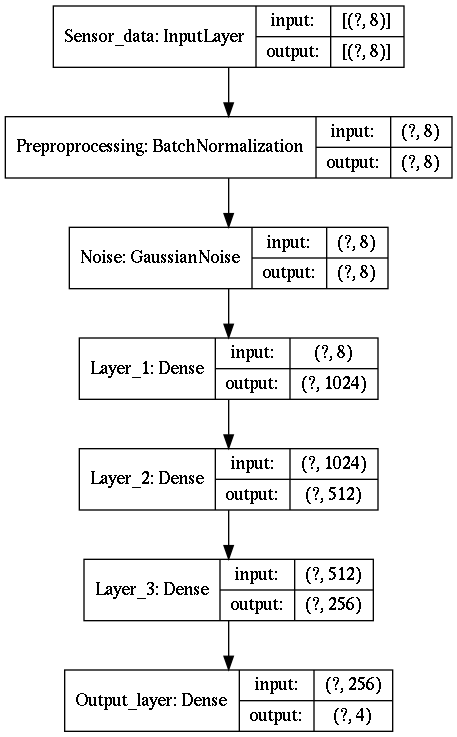 Sensor_data: InputLayer
input: [(?, 8)]
output: [(?, 8)]
Preproprocessing: BatchNormalization
input: (?, 8)
output: (?, 8)
Noise: GaussianNoise
input: (?, 8)
output: (?, 8)
Layer_1: Dense
input: (?, 8)
output: (?, 1024)
Layer_2: Dense
input: (?, 1024)
output: (?, 512)
Layer_3: Dense
input: (?, 512)
output: (?, 256)
Output_layer: Dense
input: (?, 256)
output: (?, 4)